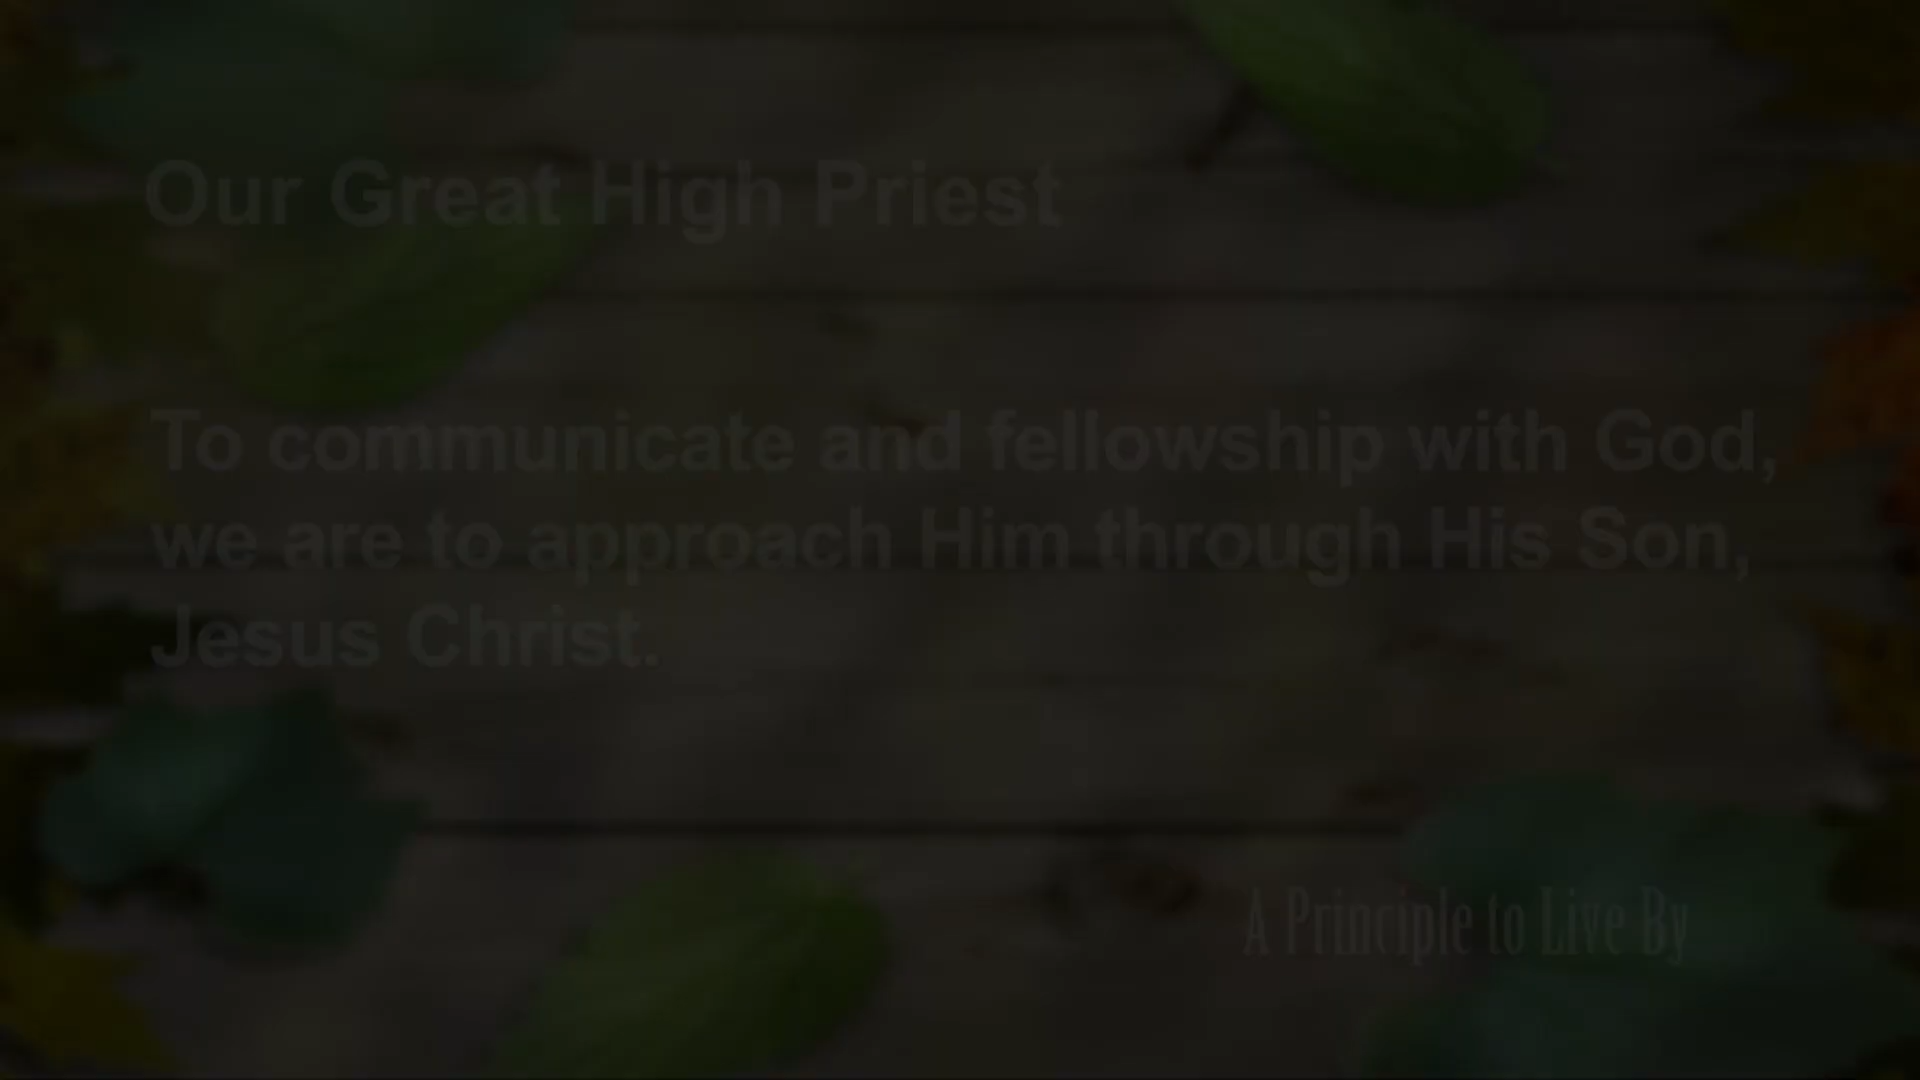 Our Great High Priest
To communicate and fellowship with God,
we are to approach Him through His Son,
Jesus Christ.
A Principle to Live By